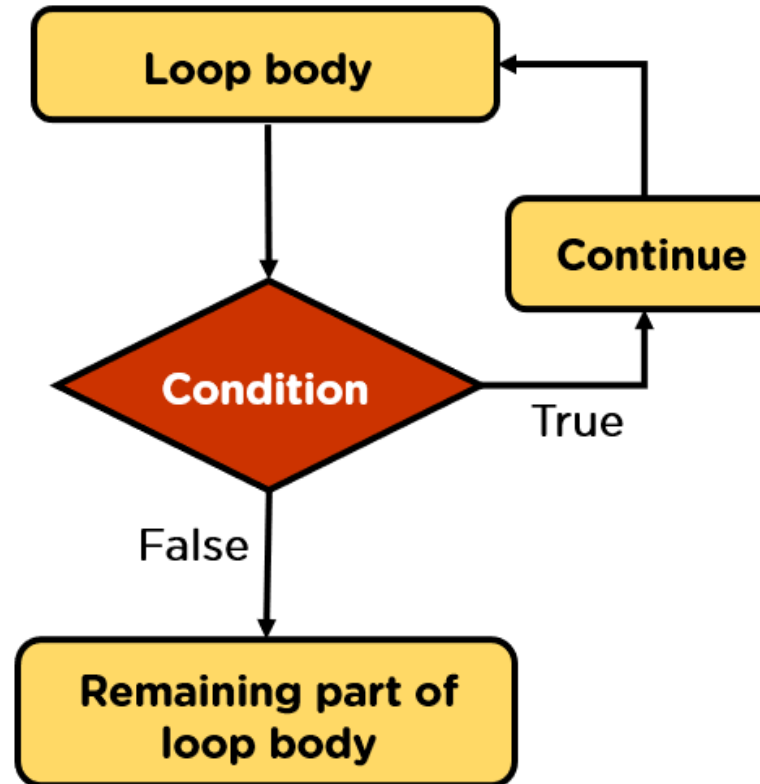 Loop body
Continue
Condition
True
False
Remaining part of
loop body